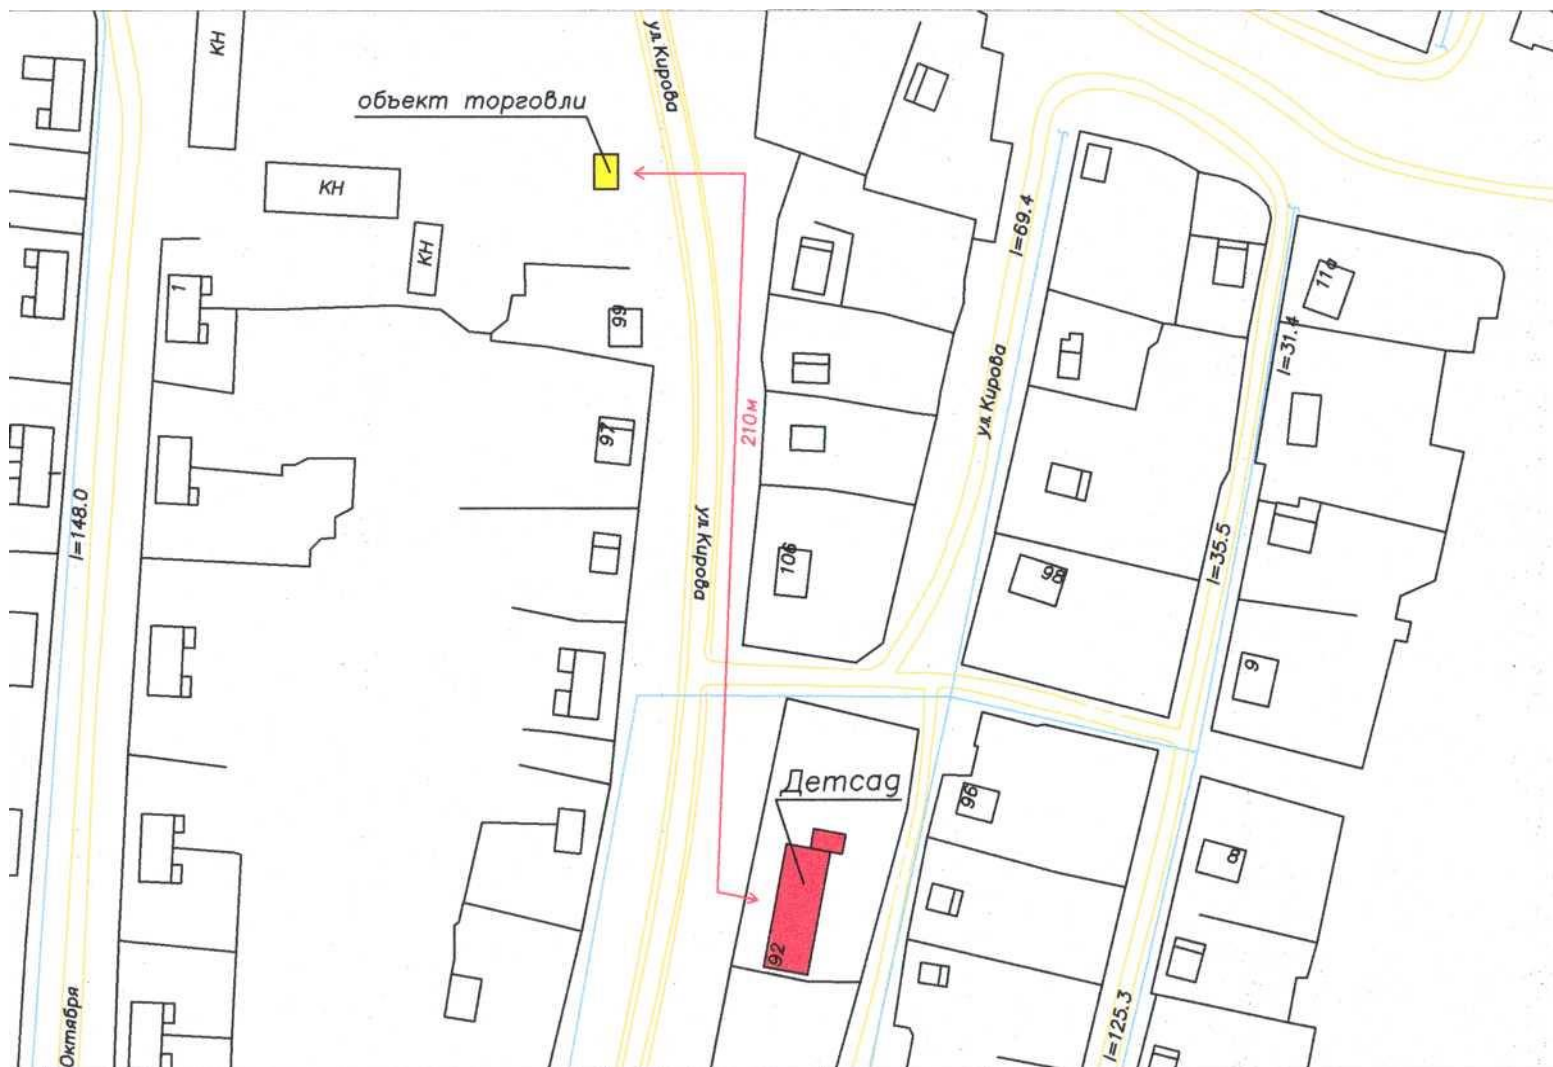 КН
ул. Кирова
объект торговли
КН
КН
l=69.4
1
99
11а
l=31.4
ул. Кирова
210м
97
l=148.0
ул. Кирова
106
98
l=35.5
9
Детсад
96
8
92
Октября
l=125.3